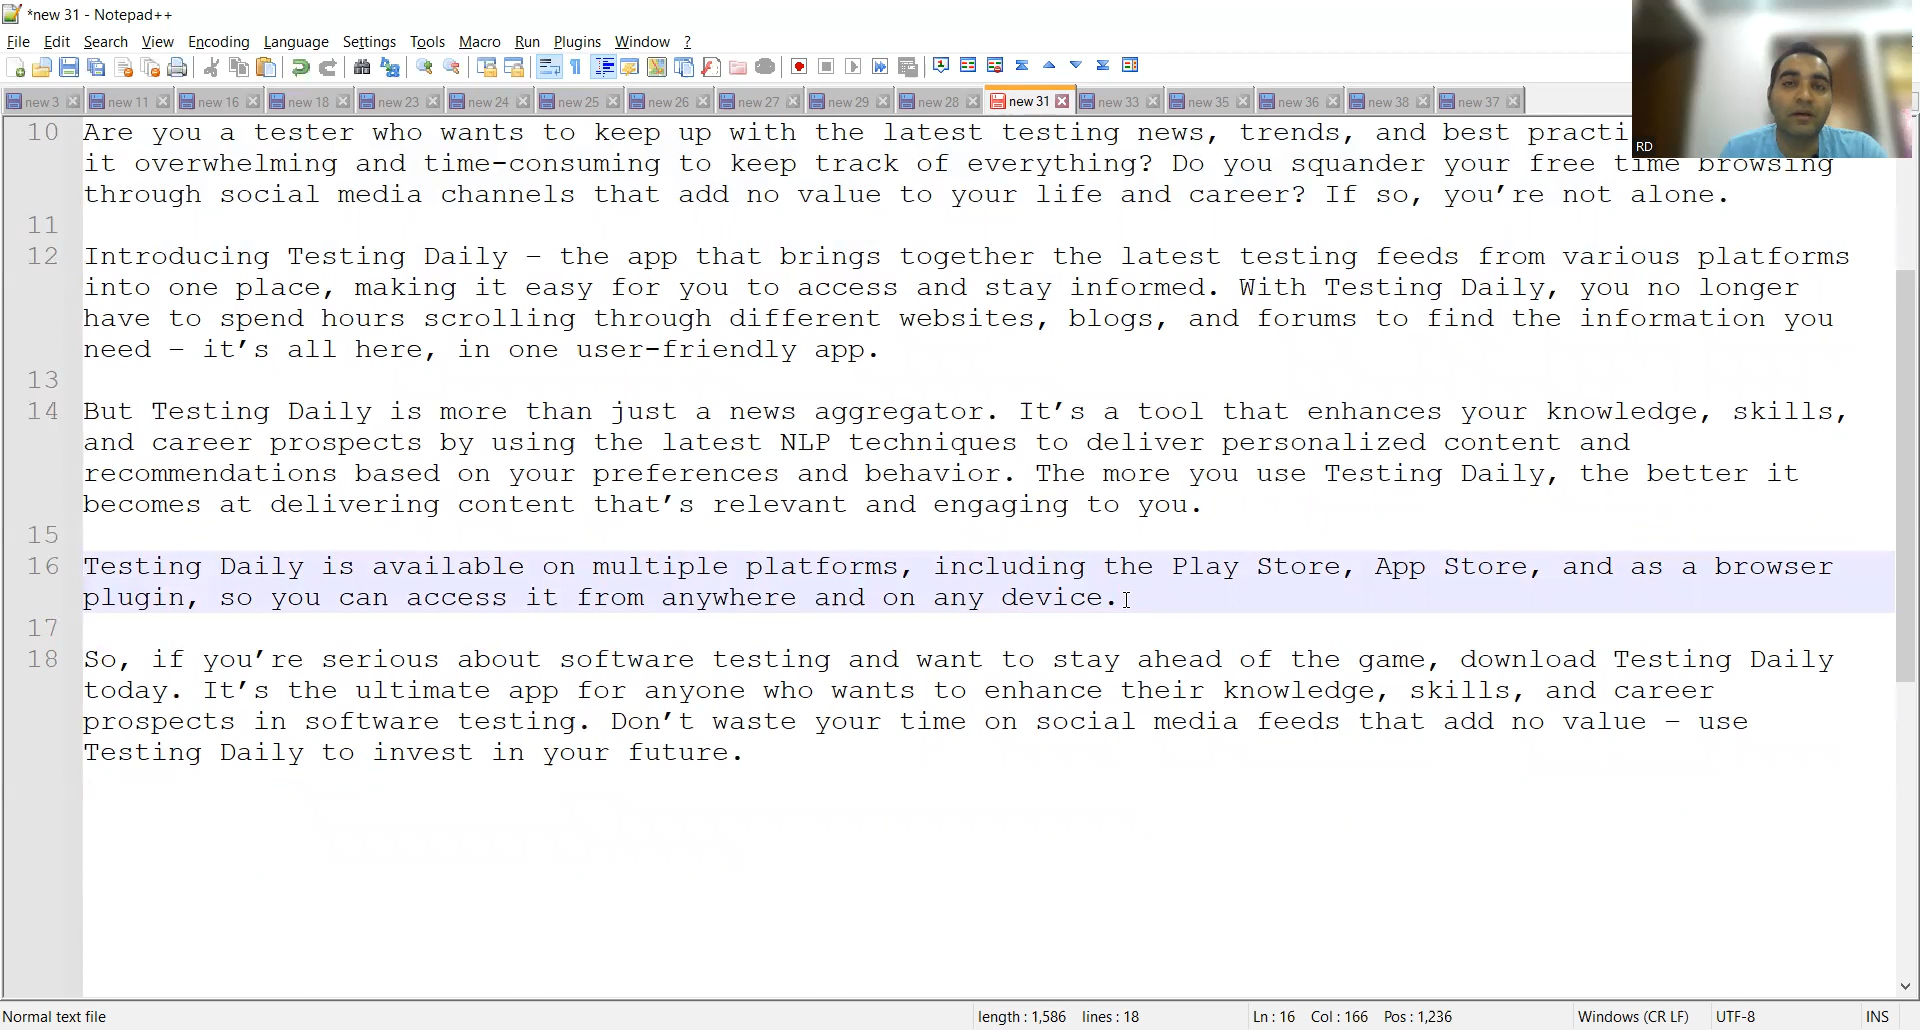 *new 31 - Notepad++
File Edit Search View Encoding Language Settings Tools Macro Run Plugins Window ?
new 3 new 11 new 16 new 18 new 23 new 24 new 25 new 26 new 27 new 29 new 28 new 31 new 33 new 35 new 36 new 38 new 37
RD
10 Are you a tester who wants to keep up with the latest testing news, trends, and best practi
it overwhelming and time-consuming to keep track of everything? Do you squander your free time browsing
through social media channels that add no value to your life and career? If so, you’re not alone.
11
12 Introducing Testing Daily – the app that brings together the latest testing feeds from various platforms
into one place, making it easy for you to access and stay informed. With Testing Daily, you no longer
have to spend hours scrolling through different websites, blogs, and forums to find the information you
need – it’s all here, in one user-friendly app.
13
14 But Testing Daily is more than just a news aggregator. It’s a tool that enhances your knowledge, skills,
and career prospects by using the latest NLP techniques to deliver personalized content and
recommendations based on your preferences and behavior. The more you use Testing Daily, the better it
becomes at delivering content that’s relevant and engaging to you.
15
16 Testing Daily is available on multiple platforms, including the Play Store, App Store, and as a browser
plugin, so you can access it from anywhere and on any device.
17
18 So, if you’re serious about software testing and want to stay ahead of the game, download Testing Daily
today. It’s the ultimate app for anyone who wants to enhance their knowledge, skills, and career
prospects in software testing. Don’t waste your time on social media feeds that add no value – use
Testing Daily to invest in your future.
Normal text file length : 1,586 lines : 18 Ln : 16 Col : 166 Pos : 1,236 Windows (CR LF) UTF-8 INS